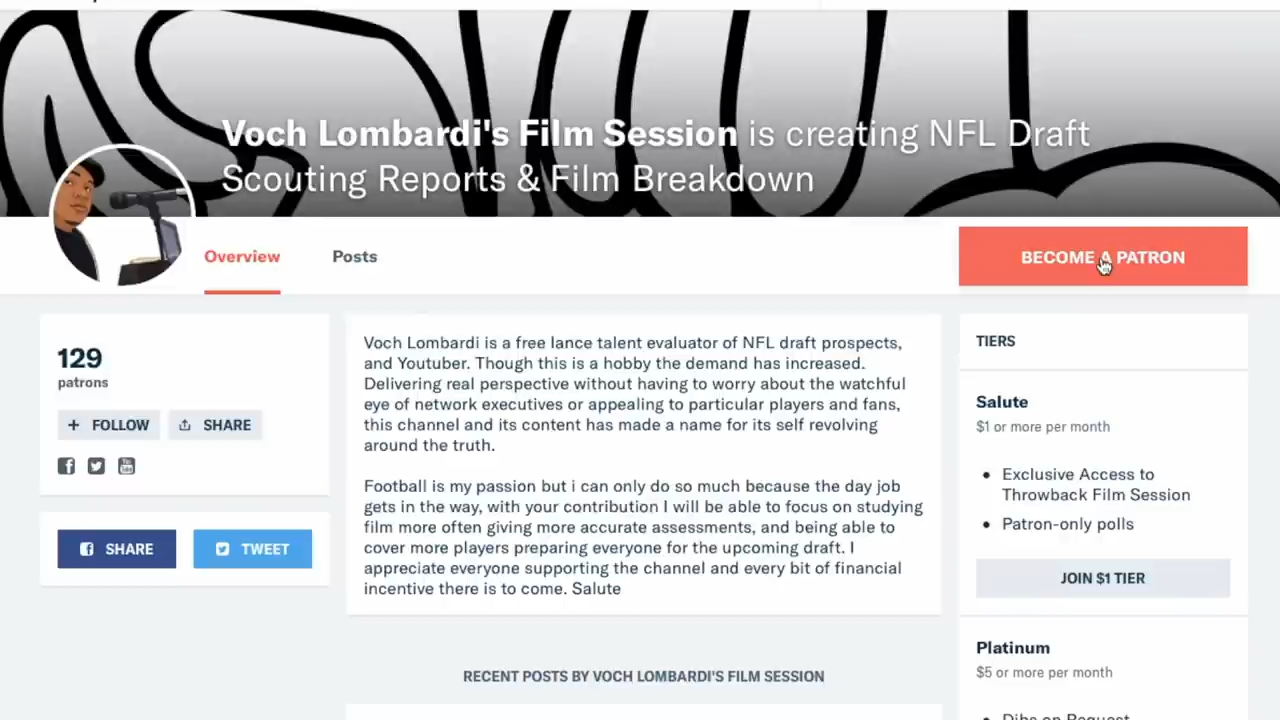 Voch Lombardi's Film Session is creating NFL Draft
Scouting Reports & Film Breakdown
Overview
Posts
BECOME A PATRON
129
patrons
+ FOLLOW
SHARE
SHARE
TWEET
Voch Lombardi is a free lance talent evaluator of NFL draft prospects,
and Youtuber. Though this is a hobby the demand has increased.
Delivering real perspective without having to worry about the watchful
eye of network executives or appealing to particular players and fans,
this channel and its content has made a name for its self revolving
around the truth.
Football is my passion but i can only do so much because the day job
gets in the way, with your contribution I will be able to focus on studying
film more often giving more accurate assessments, and being able to
cover more players preparing everyone for the upcoming draft. I
appreciate everyone supporting the channel and every bit of financial
incentive there is to come. Salute
RECENT POSTS BY VOCH LOMBARDI'S FILM SESSION
TIERS
Salute
$1 or more per month
• Exclusive Access to
Throwback Film Session
• Patron-only polls
JOIN $1 TIER
Platinum
$5 or more per month
• Dibs on Request